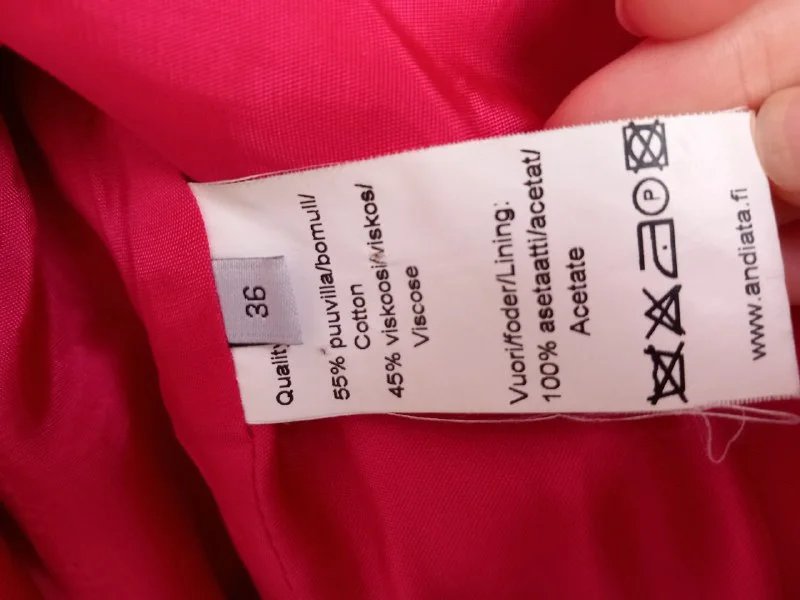 36
Quality
55% puuvilla/bomull/
Cotton
45% viskoosi/viskos/
Viscose
Vuori/foder/Lining:
100% asetaatti/acetat/
Acetate
P
www.andiata.fi